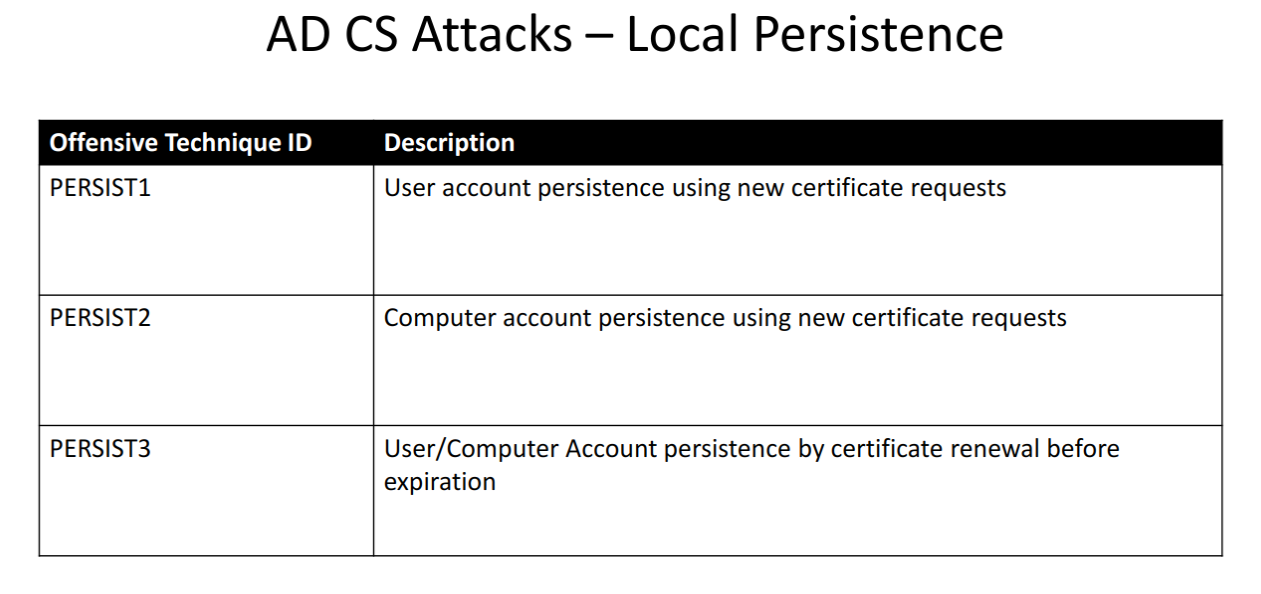 AD CS Attacks – Local Persistence
Offensive Technique ID
Description
PERSIST1
User account persistence using new certificate requests
PERSIST2
Computer account persistence using new certificate requests
PERSIST3
User/Computer Account persistence by certificate renewal before
expiration